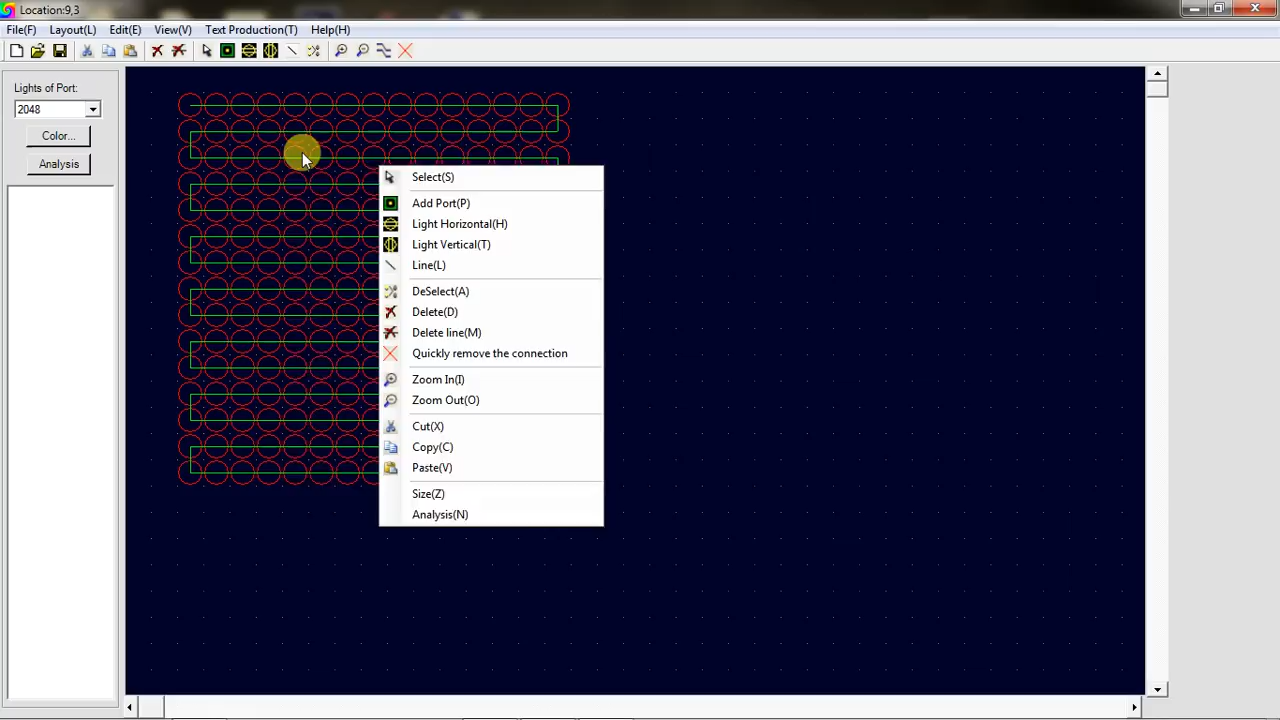 Location:9,3
File(F) Layout(L) Edit(E) View(V) Text Production(T) Help(H)
Lights of Port:
2048
Color...
Analysis
Select(S)
Add Port(P)
Light Horizontal(H)
Light Vertical(T)
Line(L)
DeSelect(A)
Delete(D)
Delete line(M)
Quickly remove the connection
Zoom In(I)
Zoom Out(O)
Cut(X)
Copy(C)
Paste(V)
Size(Z)
Analysis(N)